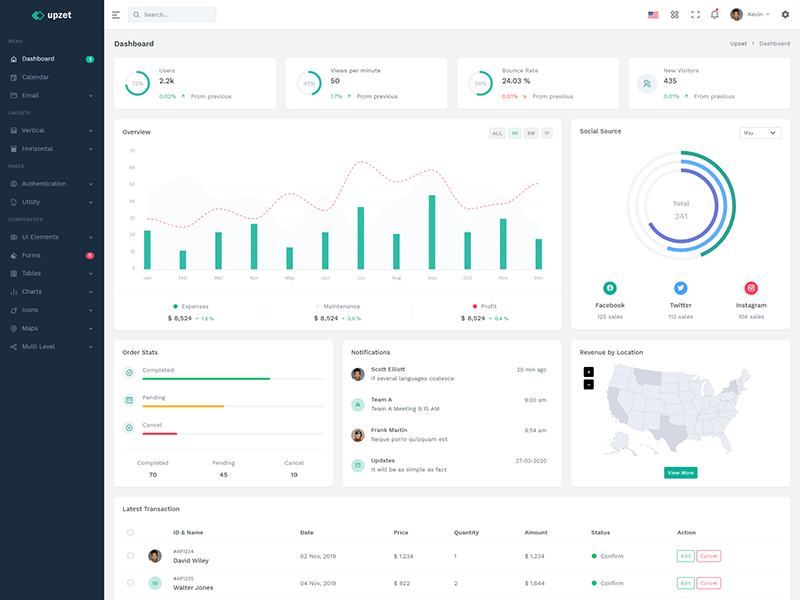 upzet
Search...
Kevin
MENU
Dashboard
3
Calendar
Email
LAYOUTS
Vertical
Horizontal
PAGES
Authentication
Utility
COMPONENTS
UI Elements
Forms
8
Tables
Charts
Icons
Maps
Multi Level
Dashboard
Upzet > Dashboard
72%
Users
2.2k
0.02% From previous
45%
Views per minute
50
1.7% From previous
54%
Bounce Rate
24.03 %
0.01% From previous
New Visitors
435
0.01% From previous
Overview
ALL 1M 6M 1Y
70
60
50
40
30
20
10
0
Jan Feb Mar Apr May Jun Jul Aug Sep Oct Nov Dec
Expenses
$ 8,524 1.2 %
Maintenance
$ 8,524 2.0 %
Profit
$ 8,524 0.4 %
Social Source
May
Total
341
Facebook Twitter Instagram
125 sales 112 sales 104 sales
Order Stats
Completed
Pending
Cancel
Completed Pending Cancel
70 45 19
Notifications
Scott Elliott 20 min ago
If several languages coalesce
Team A 9:00 am
Team A Meeting 9:15 AM
Frank Martin 8:54 am
Neque porro quisquam est
Updates 27-03-2020
It will be as simple as fact
Revenue by Location
+
−
View More
Latest Transaction
ID & Name Date Price Quantity Amount Status Action
#AP1234
David Wiley 02 Nov, 2019 $ 1,234 1 $ 1,234 Confirm Edit Cancel
#AP1235
W Walter Jones 04 Nov, 2019 $ 822 2 $ 1,644 Confirm Edit Cancel